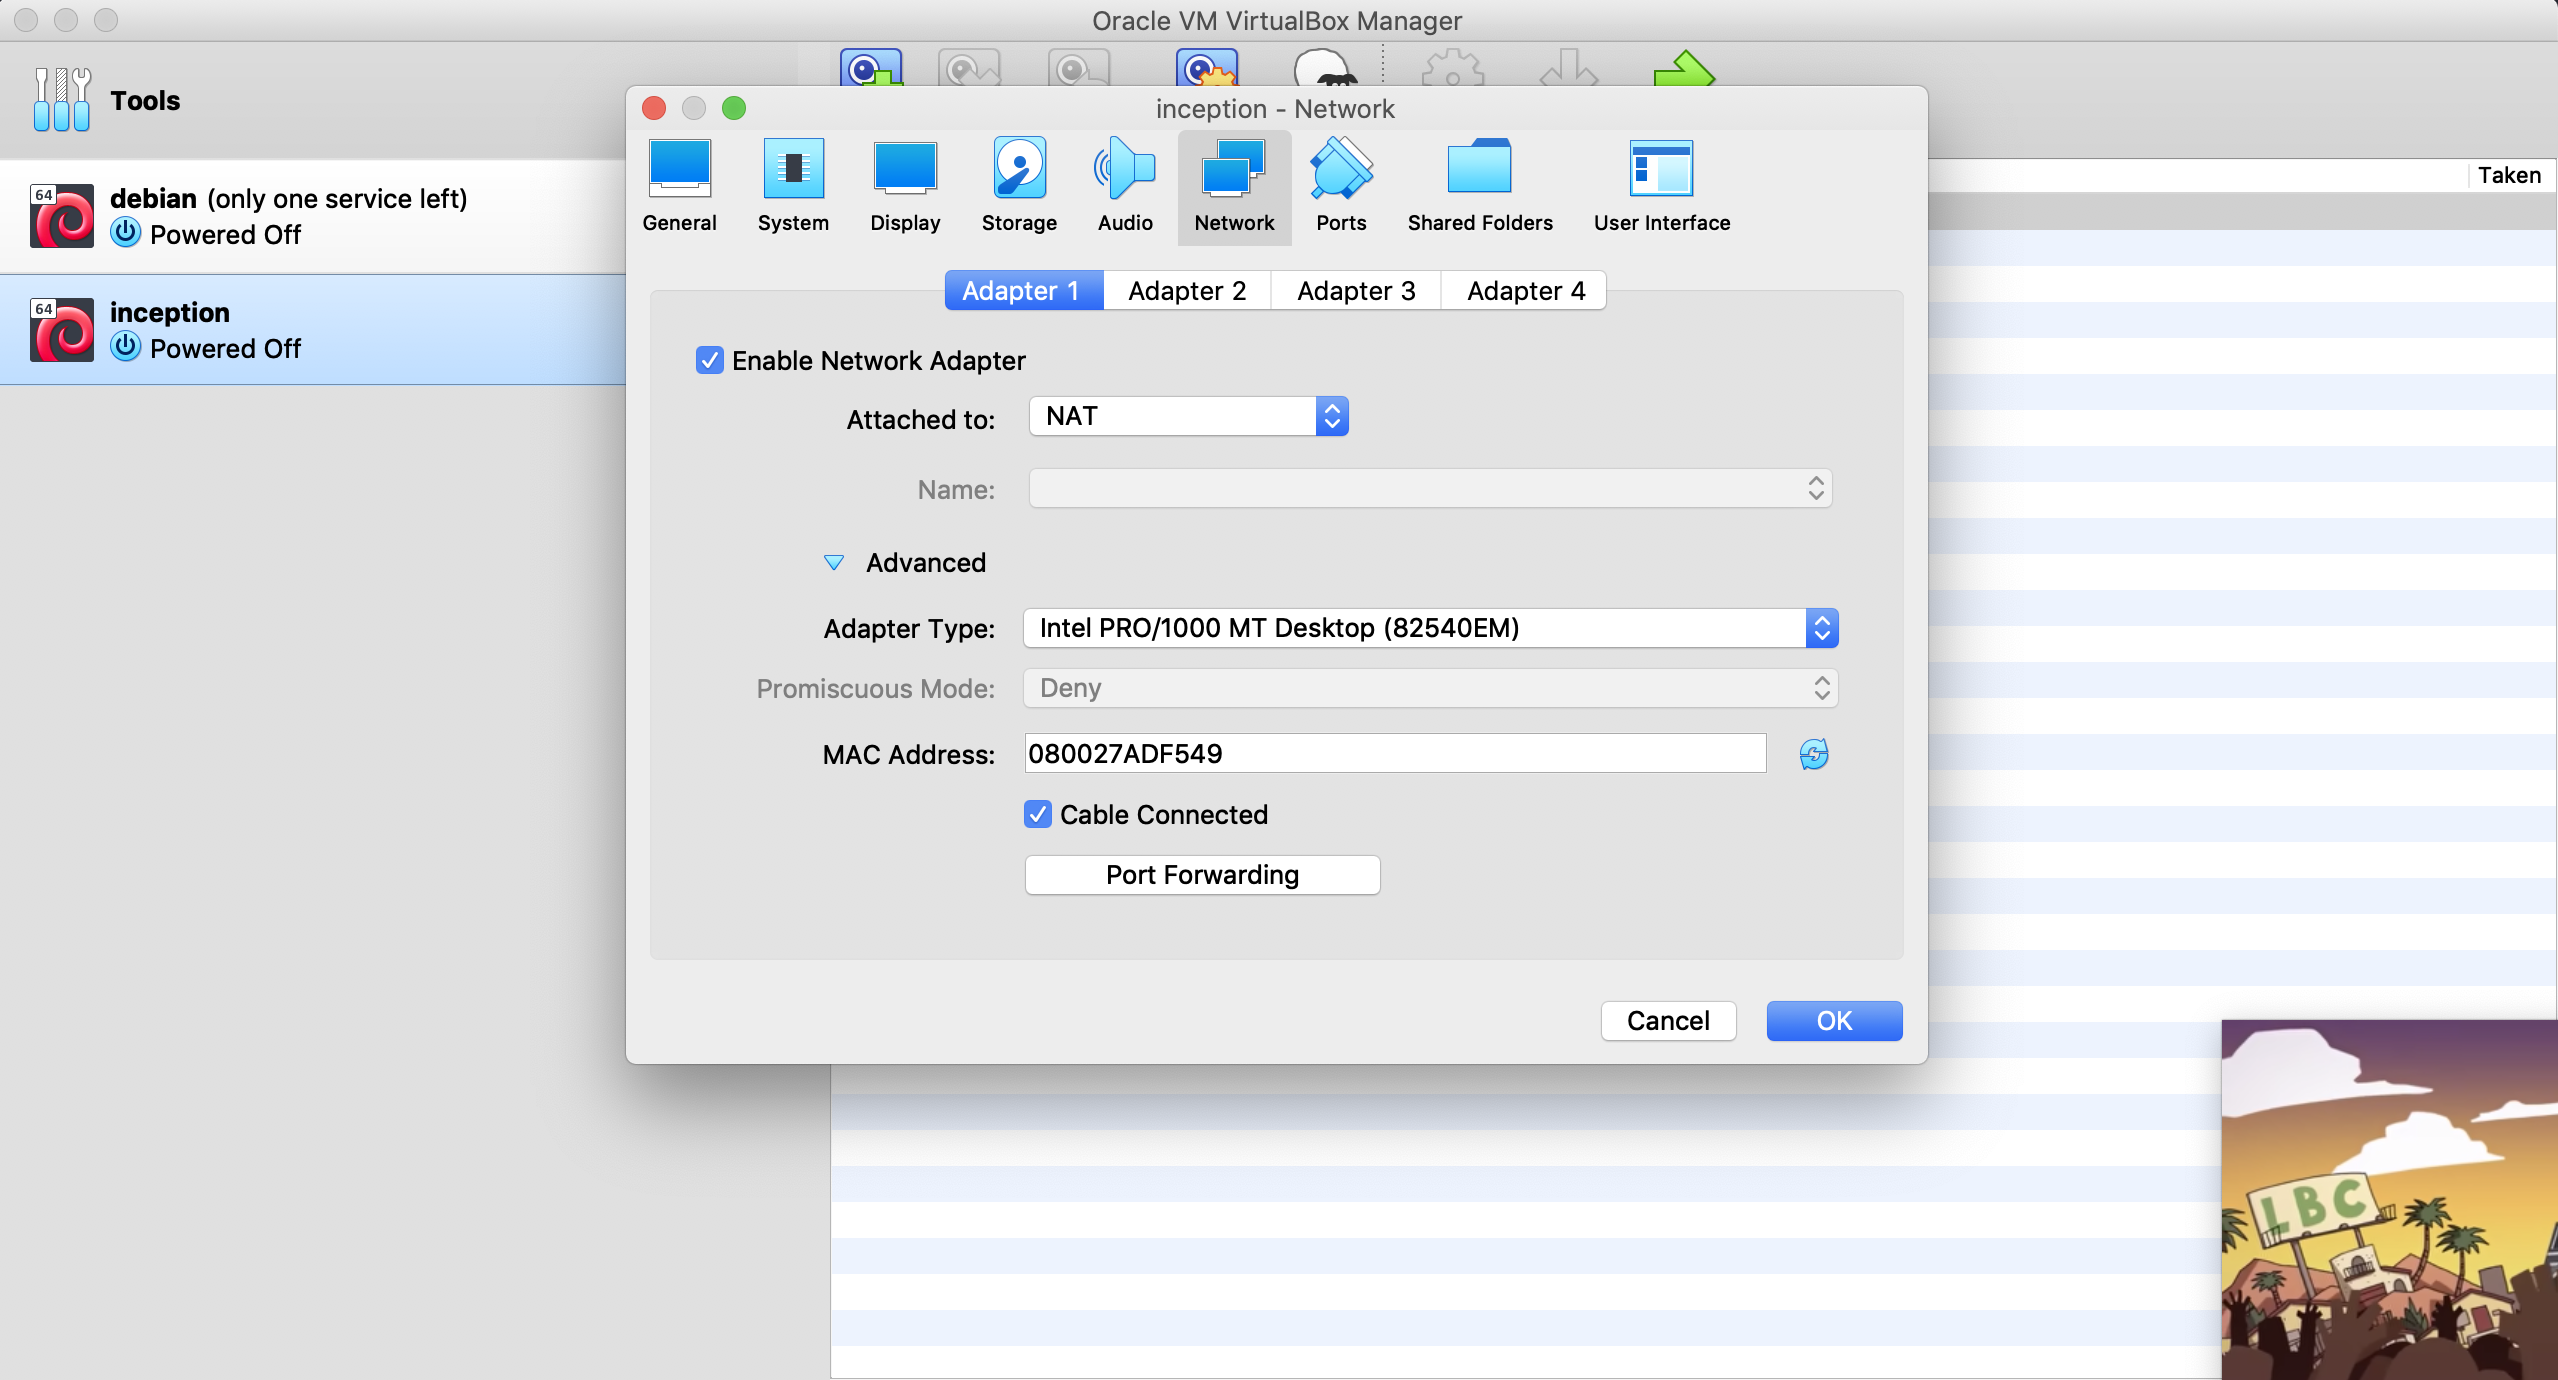 Oracle VM VirtualBox Manager
Tools
64
debian (only one service left)
Powered Off
64
inception
Powered Off
Taken
inception - Network
General
System
Display
Storage
Audio
Network
Ports
Shared Folders
User Interface
Adapter 1
Adapter 2
Adapter 3
Adapter 4
Enable Network Adapter
Attached to: NAT
Name:
Advanced
Adapter Type: Intel PRO/1000 MT Desktop (82540EM)
Promiscuous Mode: Deny
MAC Address: 080027ADF549
Cable Connected
Port Forwarding
Cancel
OK
LBC